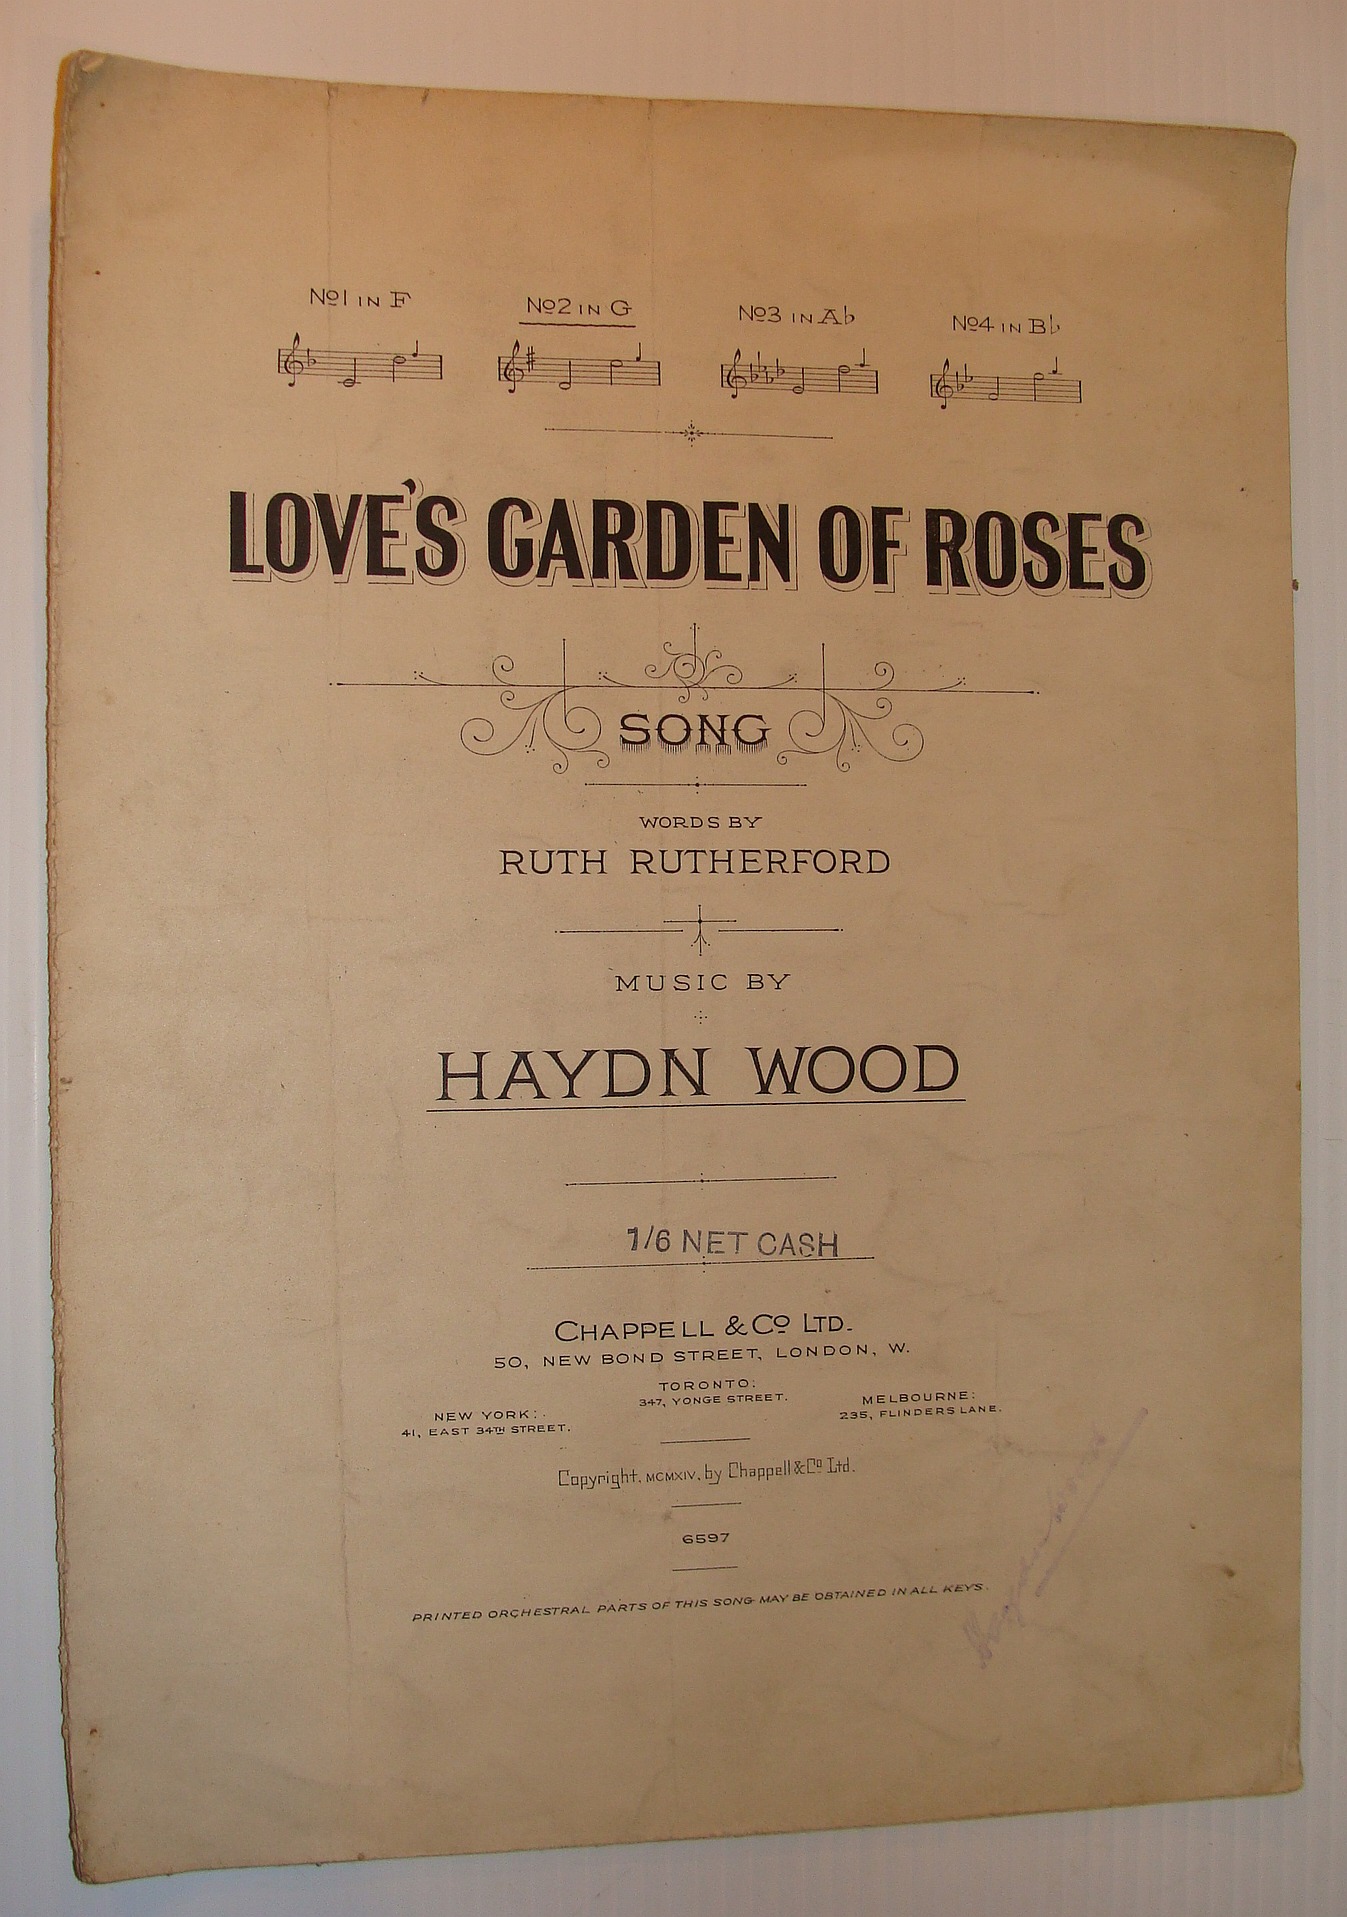 Nº1 IN F
Nº2 IN G
Nº3 IN A♭
Nº4 IN B♭
LOVE'S GARDEN OF ROSES
SONG
WORDS BY
RUTH RUTHERFORD
MUSIC BY
HAYDN WOOD
1/6 NET CASH
CHAPPELL & Cº LTD.
50, NEW BOND STREET, LONDON, W.
TORONTO:
347, YONGE STREET.
MELBOURNE:
235, FLINDERS LANE.
NEW YORK:
41, EAST 34TH STREET.
Copyright, MCMXIV, by Chappell & Cº Ltd.
6597
PRINTED ORCHESTRAL PARTS OF THIS SONG MAY BE OBTAINED IN ALL KEYS.
Haydn Wood